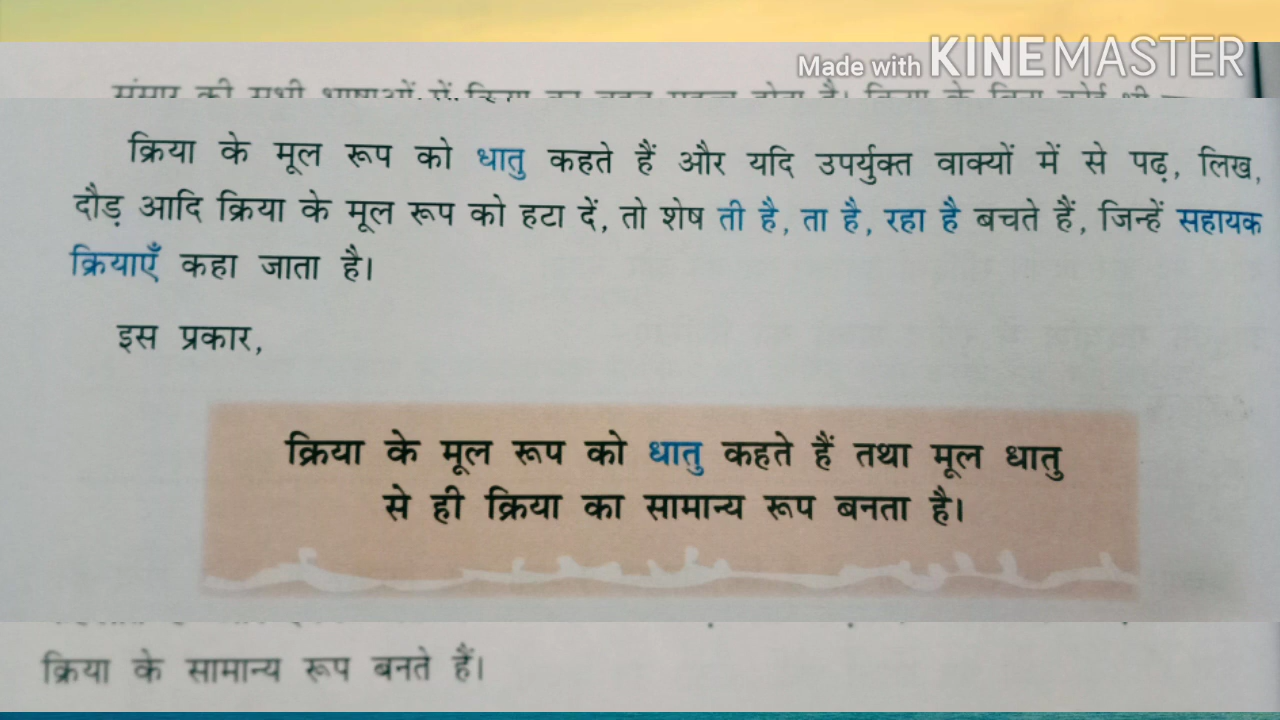 Made with KINEMASTER
क्रिया के मूल रूप को धातु कहते हैं और यदि उपर्युक्त वाक्यों में से पढ़, लिख,
दौड़ आदि क्रिया के मूल रूप को हटा दें, तो शेष ती है, ता है, रहा है बचते हैं, जिन्हें सहायक
क्रियाएँ कहा जाता है।
इस प्रकार,
क्रिया के मूल रूप को धातु कहते हैं तथा मूल धातु
से ही क्रिया का सामान्य रूप बनता है।
क्रिया के सामान्य रूप बनते हैं।